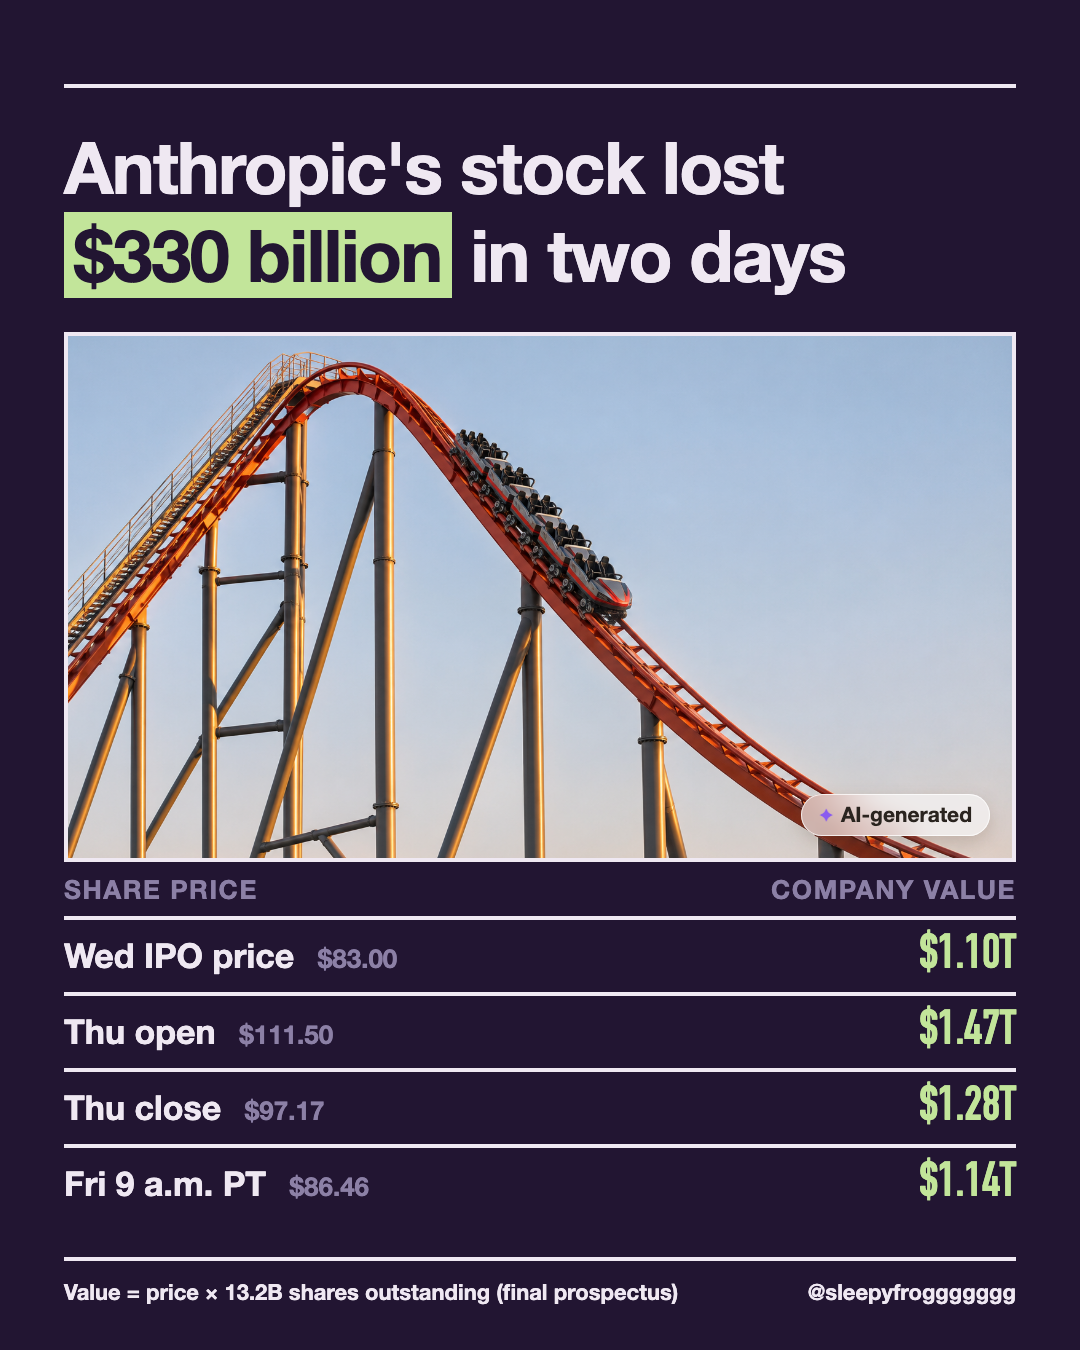 Anthropic's stock lost
$330 billion in two days
✦ AI-generated
SHARE PRICE COMPANY VALUE
Wed IPO price $83.00 $1.10T
Thu open $111.50 $1.47T
Thu close $97.17 $1.28T
Fri 9 a.m. PT $86.46 $1.14T
Value = price × 13.2B shares outstanding (final prospectus) @sleepyfrogggggggg